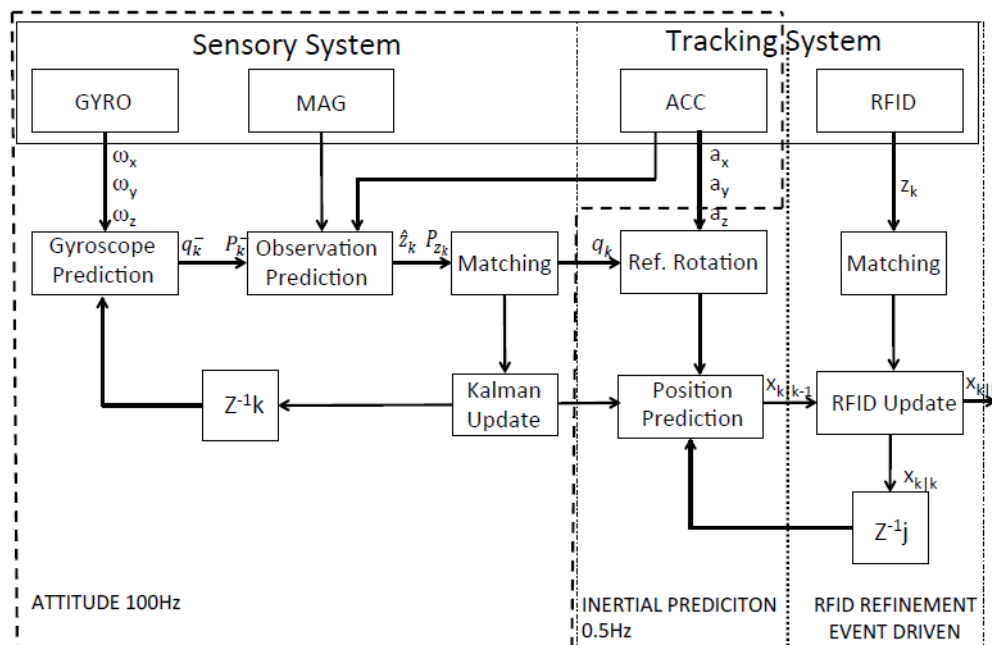 Sensory System
Tracking System
GYRO
MAG
ACC
RFID
ωx
ωy
ωz
ax
ay
az
zk
Gyroscope
Prediction
q̄k
P̄k
Observation
Prediction
ẑk Pzk
Matching
qk
Ref. Rotation
Matching
Z⁻¹k
Kalman
Update
Position
Prediction
xk|k-1
RFID Update
xk|
xk|k
Z⁻¹j
ATTITUDE 100Hz
INERTIAL PREDICITON
0.5Hz
RFID REFINEMENT
EVENT DRIVEN